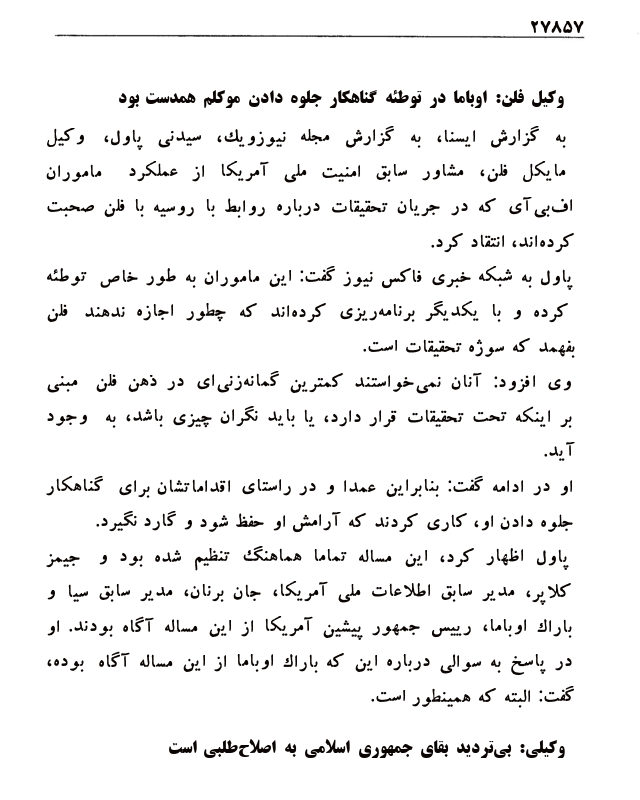 ۲۷۸۵۷
وکیل فلن: اوباما در توطئه گناهکار جلوه دادن موکلم همدست بود
به گزارش ایسنا، به گزارش مجله نیوزویك، سیدنی پاول، وکیل
مایکل فلن، مشاور سابق امنیت ملی آمریکا از عملکرد ماموران
اف‌بی‌آی که در جریان تحقیقات درباره روابط با روسیه با فلن صحبت
کرده‌اند، انتقاد کرد.
پاول به شبکه خبری فاکس نیوز گفت: این ماموران به طور خاص توطئه
کرده و با یکدیگر برنامه‌ریزی کرده‌اند که چطور اجازه ندهند فلن
بفهمد که سوژه تحقیقات است.
وی افزود: آنان نمی‌خواستند کمترین گمانه‌زنی‌ای در ذهن فلن مبنی
بر اینکه تحت تحقیقات قرار دارد، یا باید نگران چیزی باشد، به وجود
آید.
او در ادامه گفت: بنابراین عمدا و در راستای اقداماتشان برای گناهکار
جلوه دادن او، کاری کردند که آرامش او حفظ شود و گارد نگیرد.
پاول اظهار کرد، این مساله تماما هماهنگ تنظیم شده بود و جیمز
کلاپر، مدیر سابق اطلاعات ملی آمریکا، جان برنان، مدیر سابق سیا و
باراك اوباما، رییس جمهور پیشین آمریکا از این مساله آگاه بودند. او
در پاسخ به سوالی درباره این که باراك اوباما از این مساله آگاه بوده،
گفت: البته که همینطور است.
وکیلی: بی‌تردید بقای جمهوری اسلامی به اصلاح‌طلبی است